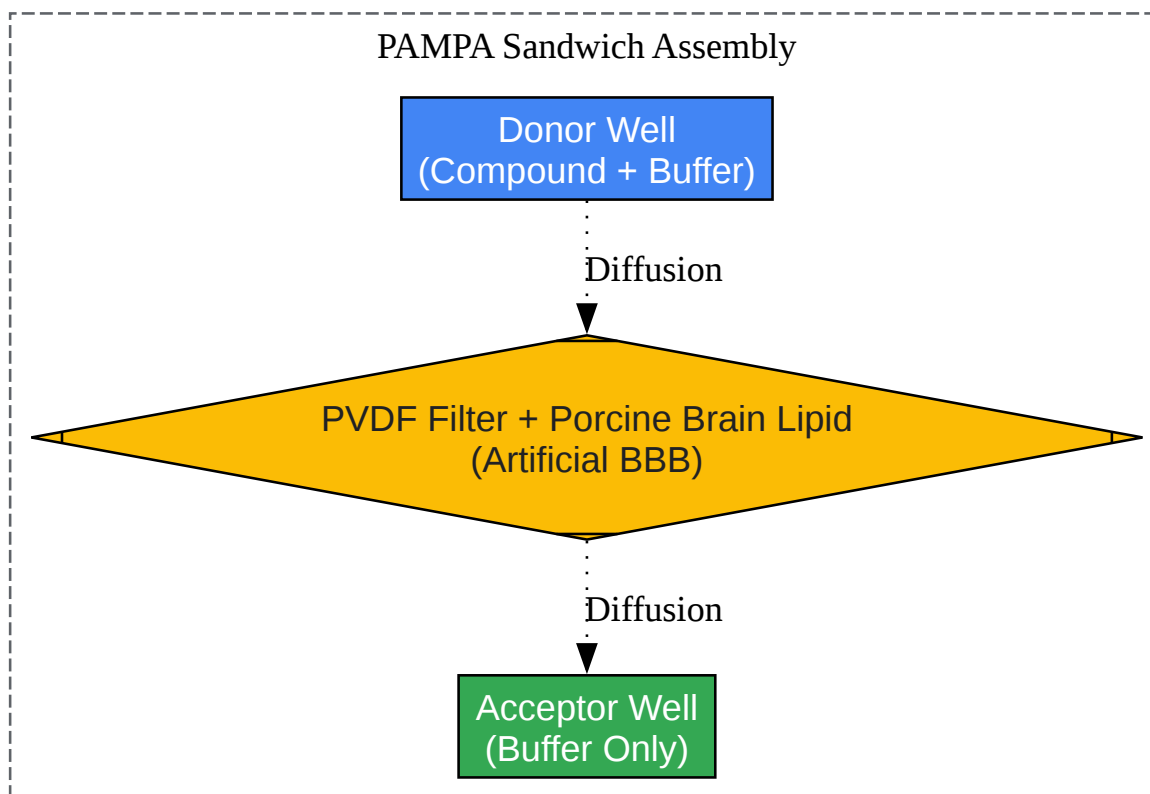 PAMPA Sandwich Assembly
Donor Well
(Compound + Buffer)
Diffusion
PVDF Filter + Porcine Brain Lipid
(Artificial BBB)
Diffusion
Acceptor Well
(Buffer Only)